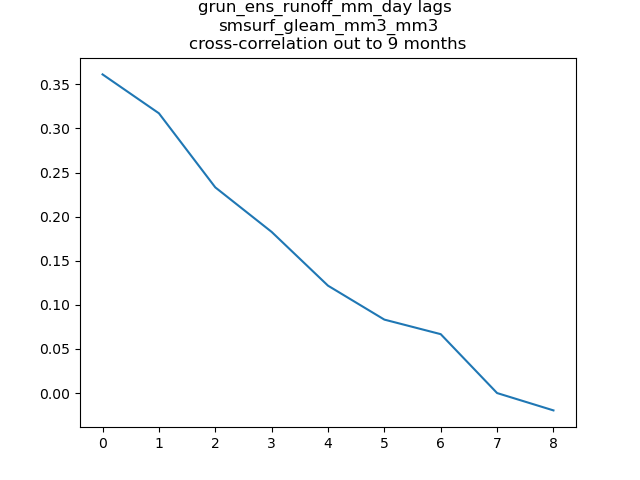 grun_ens_runoff_mm_day lags
smsurf_gleam_mm3_mm3
cross-correlation out to 9 months
0.35
0.30
0.25
0.20
0.15
0.10
0.05
0.00
0 1 2 3 4 5 6 7 8